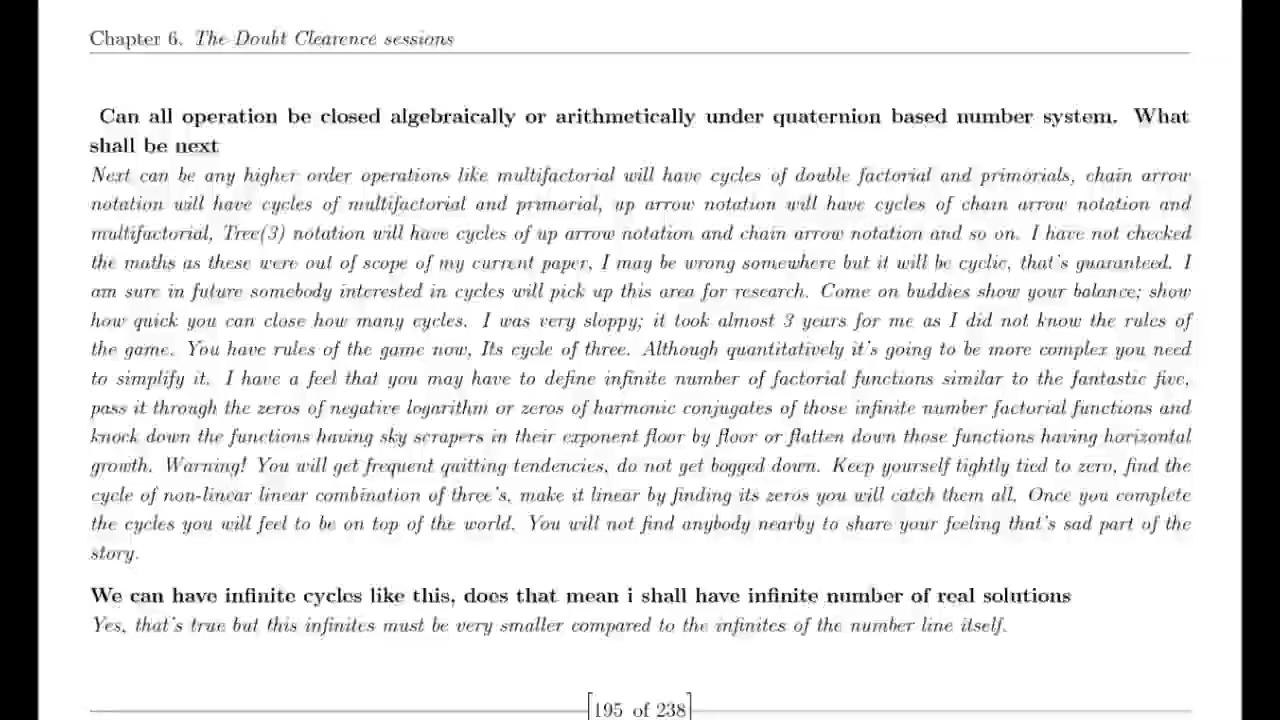 Chapter 6. The Doubt Clearence sessions
Can all operation be closed algebraically or arithmetically under quaternion based number system. What
shall be next
Next can be any higher order operations like multifactorial will have cycles of double factorial and primorials, chain arrow
notation will have cycles of multifactorial and primorial, up arrow notation will have cycles of chain arrow notation and
multifactorial, Tree(3) notation will have cycles of up arrow notation and chain arrow notation and so on. I have not checked
the maths as these were out of scope of my current paper, I may be wrong somewhere but it will be cyclic, that's guaranteed. I
am sure in future somebody interested in cycles will pick up this area for research. Come on buddies show your balance; show
how quick you can close how many cycles. I was very sloppy; it took almost 3 years for me as I did not know the rules of
the game. You have rules of the game now, Its cycle of three. Although quantitatively it's going to be more complex you need
to simplify it. I have a feel that you may have to define infinite number of factorial functions similar to the fantastic five,
pass it through the zeros of negative logarithm or zeros of harmonic conjugates of those infinite number factorial functions and
knock down the functions having sky scrapers in their exponent floor by floor or flatten down those functions having horizontal
growth. Warning! You will get frequent quitting tendencies, do not get bogged down. Keep yourself tightly tied to zero, find the
cycle of non-linear linear combination of three's, make it linear by finding its zeros you will catch them all. Once you complete
the cycles you will feel to be on top of the world. You will not find anybody nearby to share your feeling that's sad part of the
story.
We can have infinite cycles like this, does that mean i shall have infinite number of real solutions
Yes, that's true but this infinites must be very smaller compared to the infinites of the number line itself.
[195 of 238]